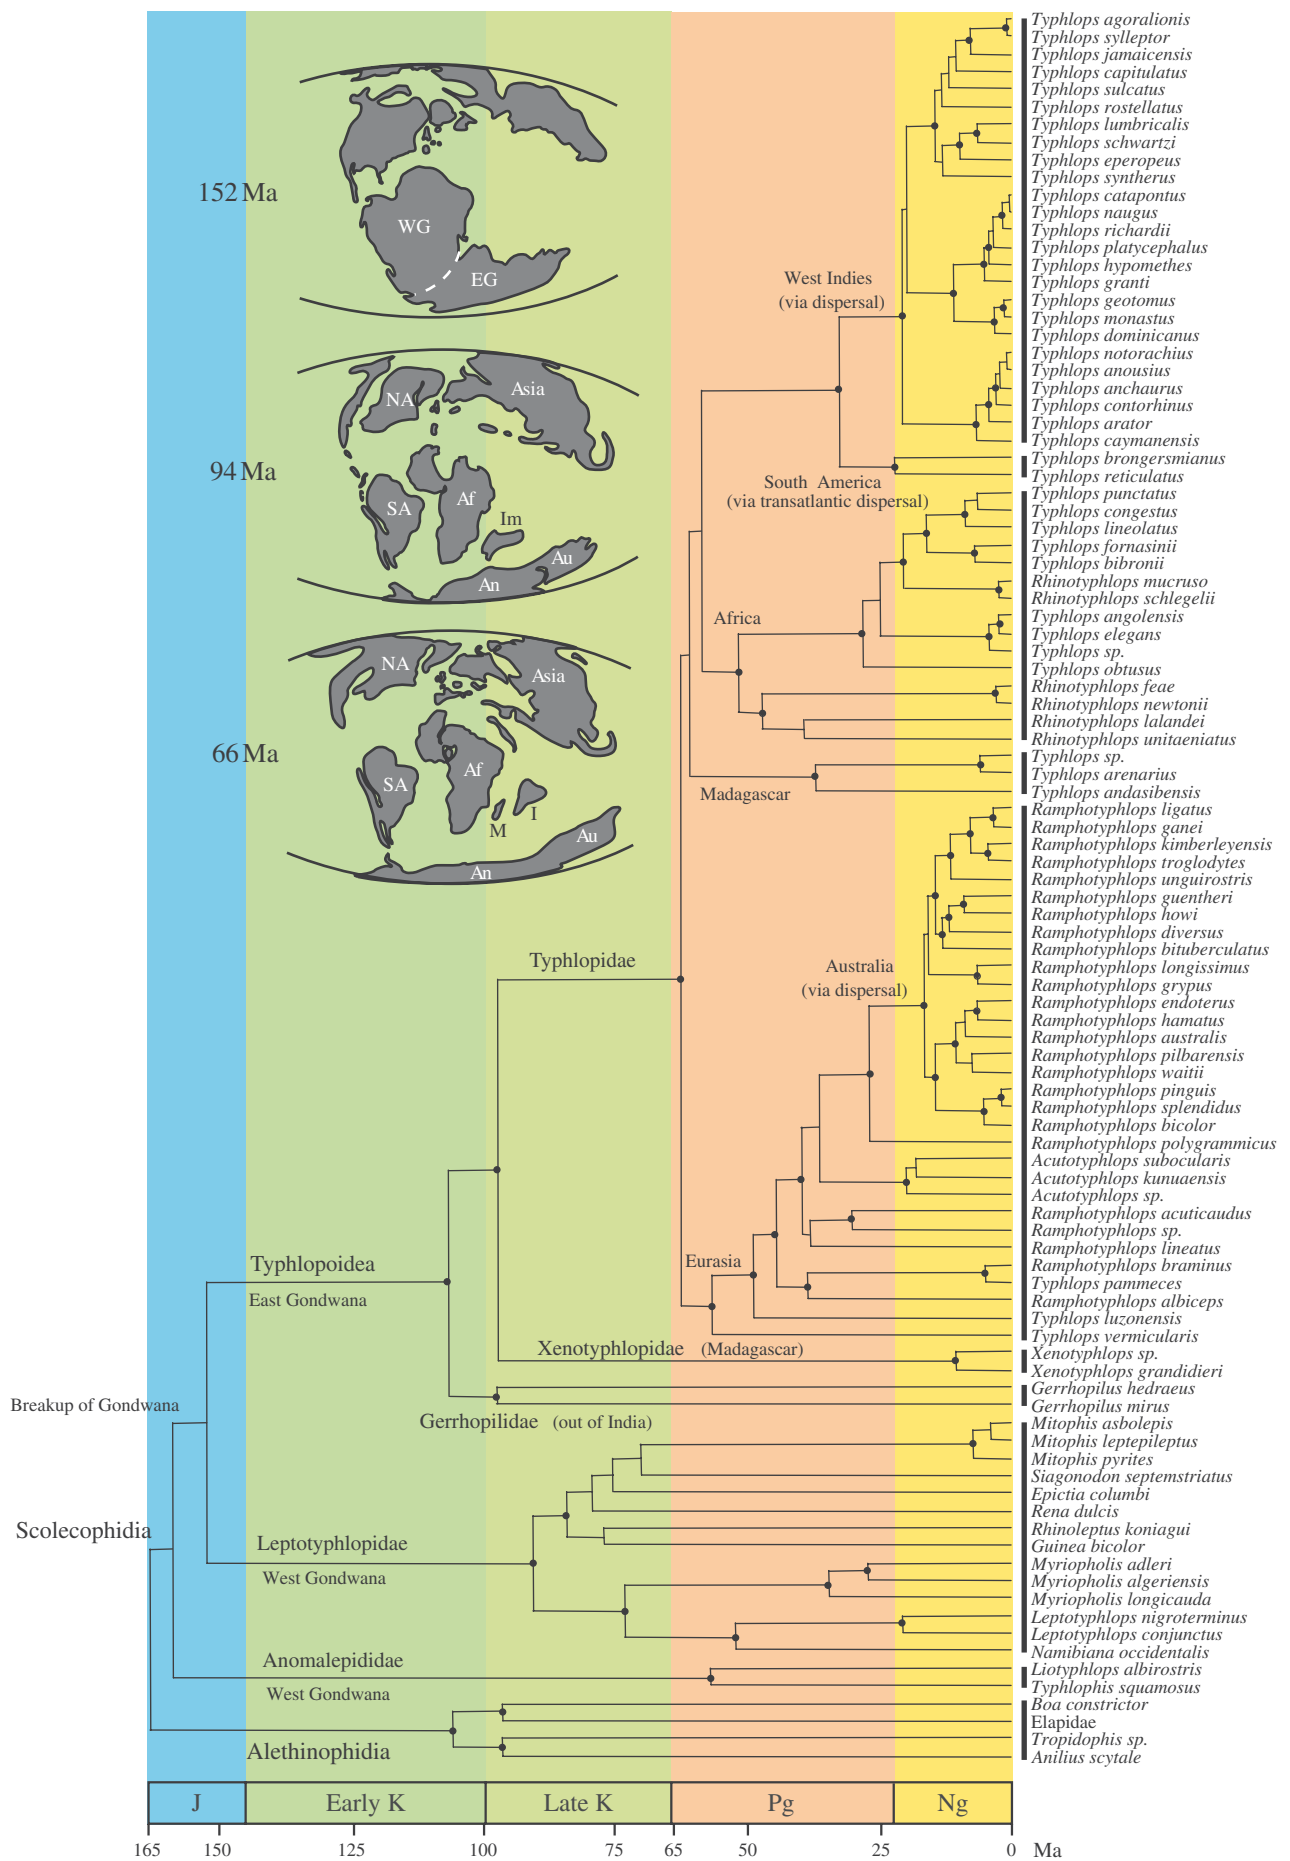 152 Ma
WG
EG
94 Ma
NA
Asia
SA
Af
Im
Au
An
66 Ma
NA
Asia
SA
Af
M
I
Au
An
West Indies
(via dispersal)
South America
(via transatlantic dispersal)
Africa
Madagascar
Australia
(via dispersal)
Typhlopidae
Eurasia
Typhlopoidea
East Gondwana
Xenotyphlopidae (Madagascar)
Breakup of Gondwana
Gerrhopilidae (out of India)
Scolecophidia
Leptotyphlopidae
West Gondwana
Anomalepididae
West Gondwana
Alethinophidia
Typhlops agoralionis
Typhlops sylleptor
Typhlops jamaicensis
Typhlops capitulatus
Typhlops sulcatus
Typhlops rostellatus
Typhlops lumbricalis
Typhlops schwartzi
Typhlops eperopeus
Typhlops syntherus
Typhlops catapontus
Typhlops naugus
Typhlops richardii
Typhlops platycephalus
Typhlops hypomethes
Typhlops granti
Typhlops geotomus
Typhlops monastus
Typhlops dominicanus
Typhlops notorachius
Typhlops anousius
Typhlops anchaurus
Typhlops contorhinus
Typhlops arator
Typhlops caymanensis
Typhlops brongersmianus
Typhlops reticulatus
Typhlops punctatus
Typhlops congestus
Typhlops lineolatus
Typhlops fornasinii
Typhlops bibronii
Rhinotyphlops mucruso
Rhinotyphlops schlegelii
Typhlops angolensis
Typhlops elegans
Typhlops sp.
Typhlops obtusus
Rhinotyphlops feae
Rhinotyphlops newtonii
Rhinotyphlops lalandei
Rhinotyphlops unitaeniatus
Typhlops sp.
Typhlops arenarius
Typhlops andasibensis
Ramphotyphlops ligatus
Ramphotyphlops ganei
Ramphotyphlops kimberleyensis
Ramphotyphlops troglodytes
Ramphotyphlops unguirostris
Ramphotyphlops guentheri
Ramphotyphlops howi
Ramphotyphlops diversus
Ramphotyphlops bituberculatus
Ramphotyphlops longissimus
Ramphotyphlops grypus
Ramphotyphlops endoterus
Ramphotyphlops hamatus
Ramphotyphlops australis
Ramphotyphlops pilbarensis
Ramphotyphlops waitii
Ramphotyphlops pinguis
Ramphotyphlops splendidus
Ramphotyphlops bicolor
Ramphotyphlops polygrammicus
Acutotyphlops subocularis
Acutotyphlops kunuaensis
Acutotyphlops sp.
Ramphotyphlops acuticaudus
Ramphotyphlops sp.
Ramphotyphlops lineatus
Ramphotyphlops braminus
Typhlops pammeces
Ramphotyphlops albiceps
Typhlops luzonensis
Typhlops vermicularis
Xenotyphlops sp.
Xenotyphlops grandidieri
Gerrhopilus hedraeus
Gerrhopilus mirus
Mitophis asbolepis
Mitophis leptepileptus
Mitophis pyrites
Siagonodon septemstriatus
Epictia columbi
Rena dulcis
Rhinoleptus koniagui
Guinea bicolor
Myriopholis adleri
Myriopholis algeriensis
Myriopholis longicauda
Leptotyphlops nigroterminus
Leptotyphlops conjunctus
Namibiana occidentalis
Liotyphlops albirostris
Typhlophis squamosus
Boa constrictor
Elapidae
Tropidophis sp.
Anilius scytale
J Early K Late K Pg Ng
165 150 125 100 75 65 50 25 0 Ma